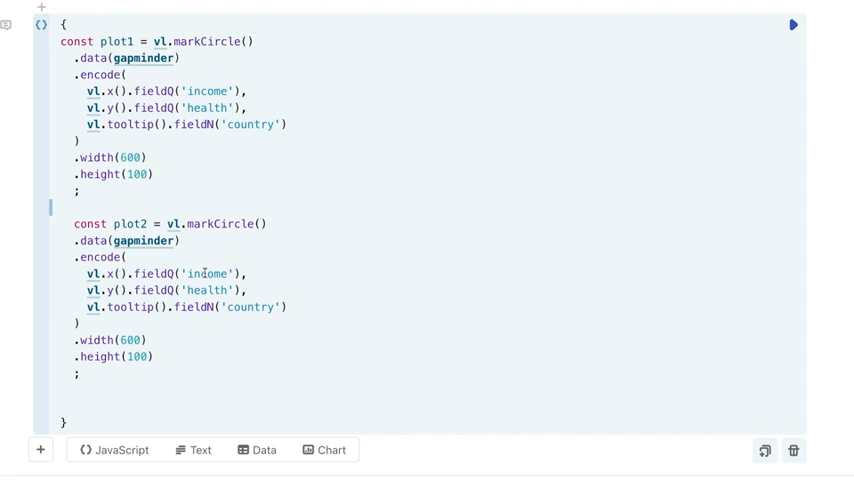 +
{
const plot1 = vl.markCircle()
.data(gapminder)
.encode(
vl.x().fieldQ('income'),
vl.y().fieldQ('health'),
vl.tooltip().fieldN('country')
)
.width(600)
.height(100)
;
const plot2 = vl.markCircle()
.data(gapminder)
.encode(
vl.x().fieldQ('income'),
vl.y().fieldQ('health'),
vl.tooltip().fieldN('country')
)
.width(600)
.height(100)
;
}
+ {} JavaScript Text Data Chart